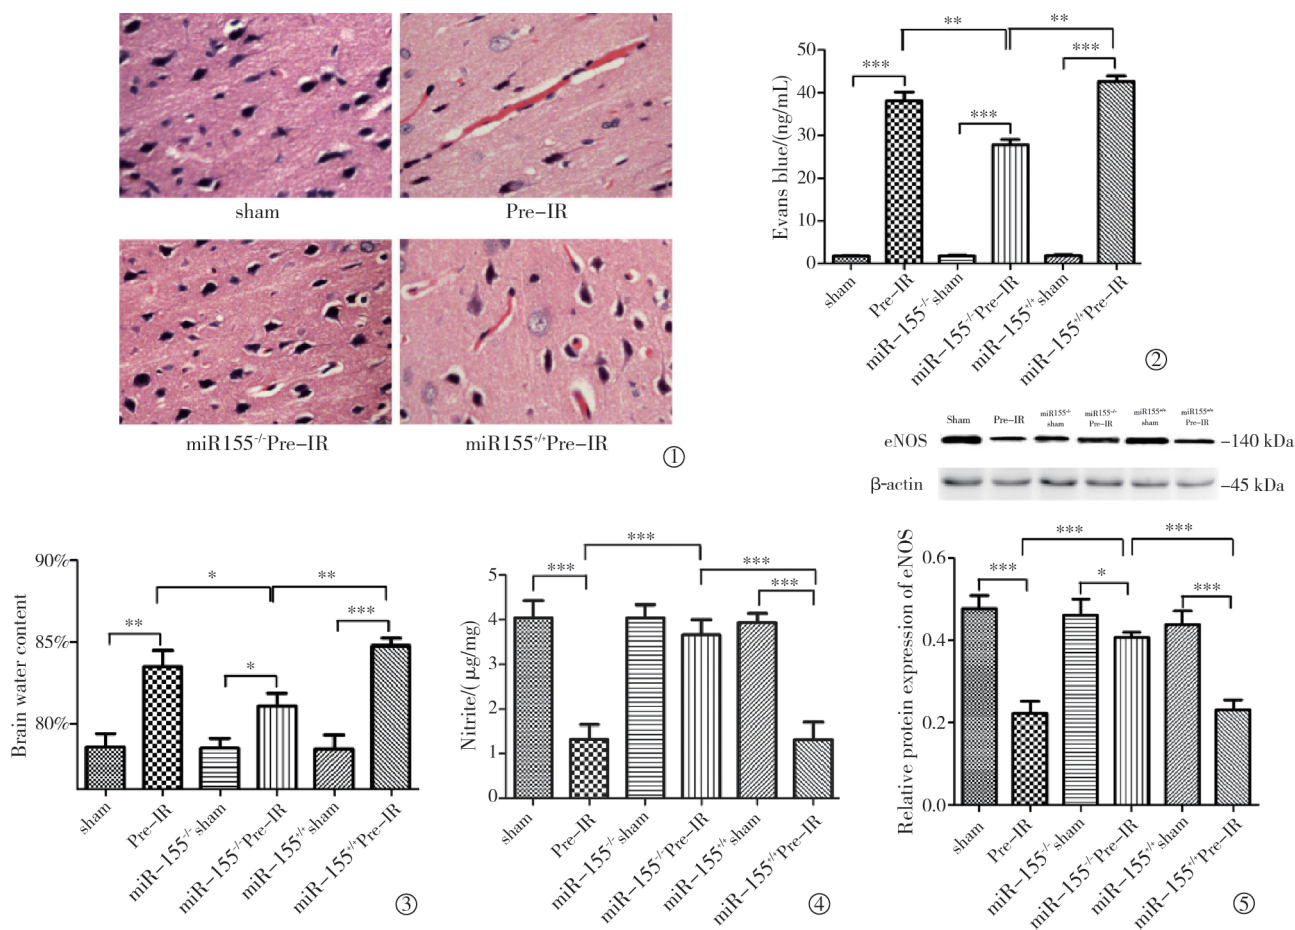 sham
Pre–IR
miR155-/-Pre–IR
miR155+/+Pre–IR
①
Evans blue/(ng/mL)
50
40
30
20
10
0
***
**
***
**
***
sham
Pre–IR
miR–155-/- sham
miR–155-/-Pre–IR
miR–155+/+ sham
miR–155+/+Pre–IR
②
Sham
Pre–IR
miR155-/- sham
miR155-/- Pre–IR
miR155+/+ sham
miR155+/+ Pre–IR
eNOS
–140 kDa
β-actin
–45 kDa
Brain water content
90%
85%
80%
**
*
*
**
***
sham
Pre–IR
miR–155-/- sham
miR–155-/-Pre–IR
miR–155+/+ sham
miR–155+/+Pre–IR
③
Nitrite/( μg/mg)
5
4
3
2
1
0
***
***
***
***
sham
Pre–IR
miR–155-/- sham
miR–155-/-Pre–IR
miR–155+/+ sham
miR–155+/+Pre–IR
④
Relative protein expression of eNOS
0.6
0.4
0.2
0.0
***
***
*
***
***
sham
Pre–IR
miR–155-/- sham
miR–155-/-Pre–IR
miR–155+/+ sham
miR–155+/+Pre–IR
⑤